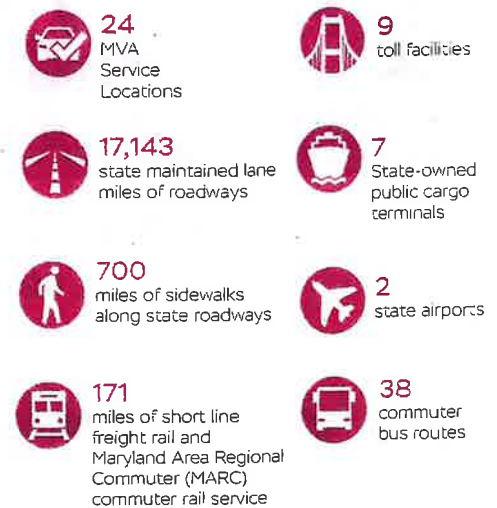 24
MVA
Service
Locations
9
toll facilities
17,143
state maintained lane
miles of roadways
7
State-owned
public cargo
terminals
700
miles of sidewalks
along state roadways
2
state airports
171
miles of short line
freight rail and
Maryland Area Regional
Commuter (MARC)
commuter rail service
38
commuter
bus routes